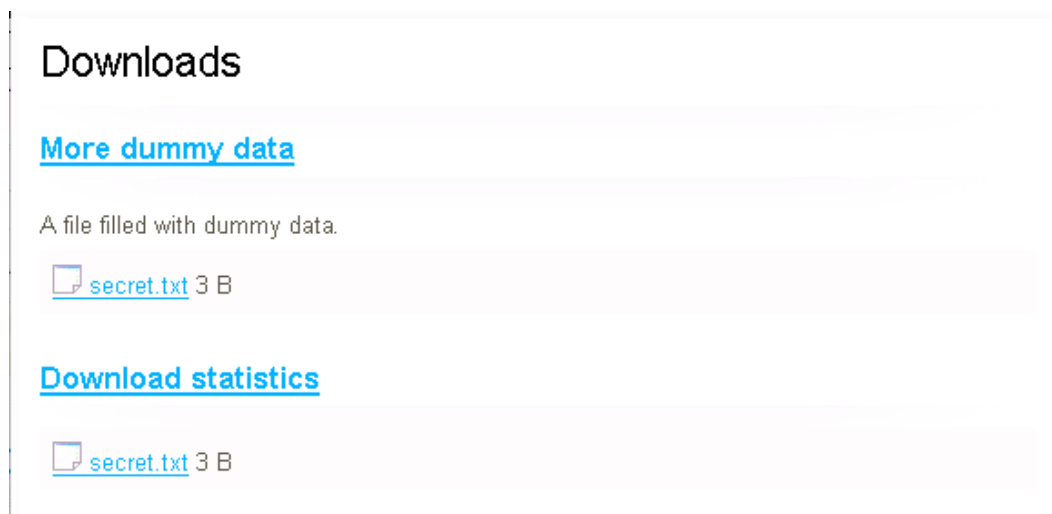 Downloads
More dummy data
A file filled with dummy data.
secret.txt 3 B
Download statistics
secret.txt 3 B